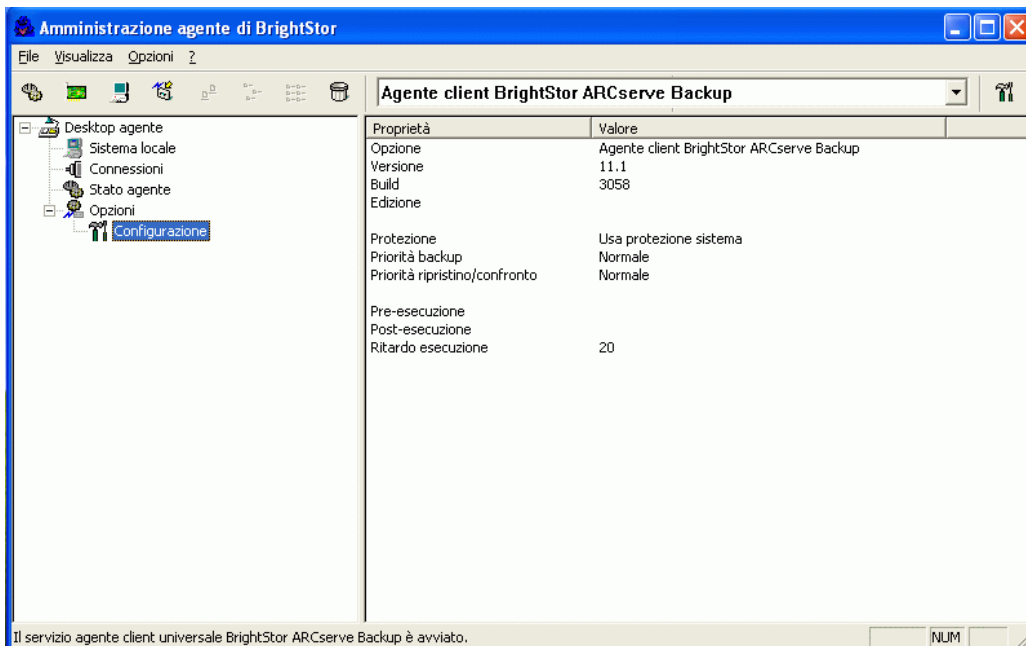 Amministrazione agente di BrightStor
File Visualizza Opzioni ?
Agente client BrightStor ARCserve Backup
Desktop agente
Sistema locale
Connessioni
Stato agente
Opzioni
Configurazione
Proprietà Valore
Opzione Agente client BrightStor ARCserve Backup
Versione 11.1
Build 3058
Edizione
Protezione Usa protezione sistema
Priorità backup Normale
Priorità ripristino/confronto Normale
Pre-esecuzione
Post-esecuzione
Ritardo esecuzione 20
Il servizio agente client universale BrightStor ARCserve Backup è avviato.
NUM